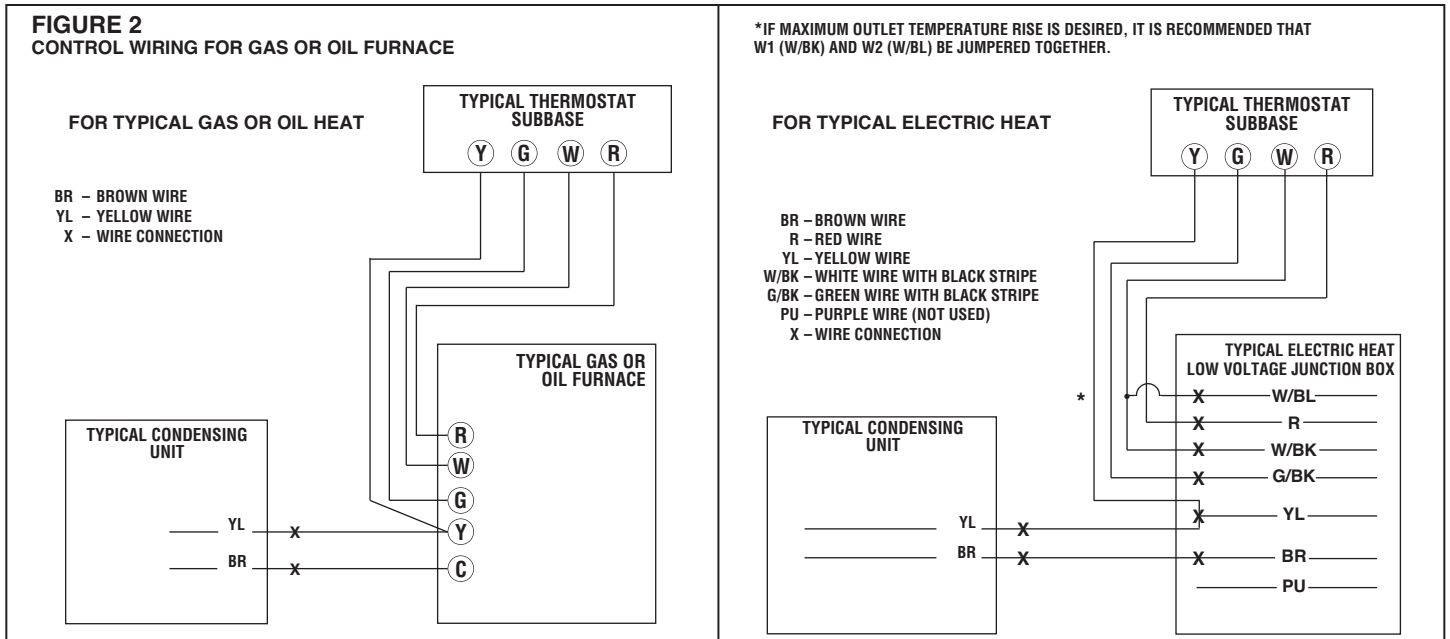 FIGURE 2
CONTROL WIRING FOR GAS OR OIL FURNACE
FOR TYPICAL GAS OR OIL HEAT
TYPICAL THERMOSTAT
SUBBASE
Y G W R
BR – BROWN WIRE
YL – YELLOW WIRE
X – WIRE CONNECTION
TYPICAL GAS OR
OIL FURNACE
R
W
G
Y
C
TYPICAL CONDENSING
UNIT
YL X
BR X
*IF MAXIMUM OUTLET TEMPERATURE RISE IS DESIRED, IT IS RECOMMENDED THAT
W1 (W/BK) AND W2 (W/BL) BE JUMPERED TOGETHER.
FOR TYPICAL ELECTRIC HEAT
TYPICAL THERMOSTAT
SUBBASE
Y G W R
BR – BROWN WIRE
R – RED WIRE
YL – YELLOW WIRE
W/BK – WHITE WIRE WITH BLACK STRIPE
G/BK – GREEN WIRE WITH BLACK STRIPE
PU – PURPLE WIRE (NOT USED)
X – WIRE CONNECTION
TYPICAL ELECTRIC HEAT
LOW VOLTAGE JUNCTION BOX
* X W/BL
X R
X W/BK
X G/BK
X YL
X BR
PU
TYPICAL CONDENSING
UNIT
YL X
BR X